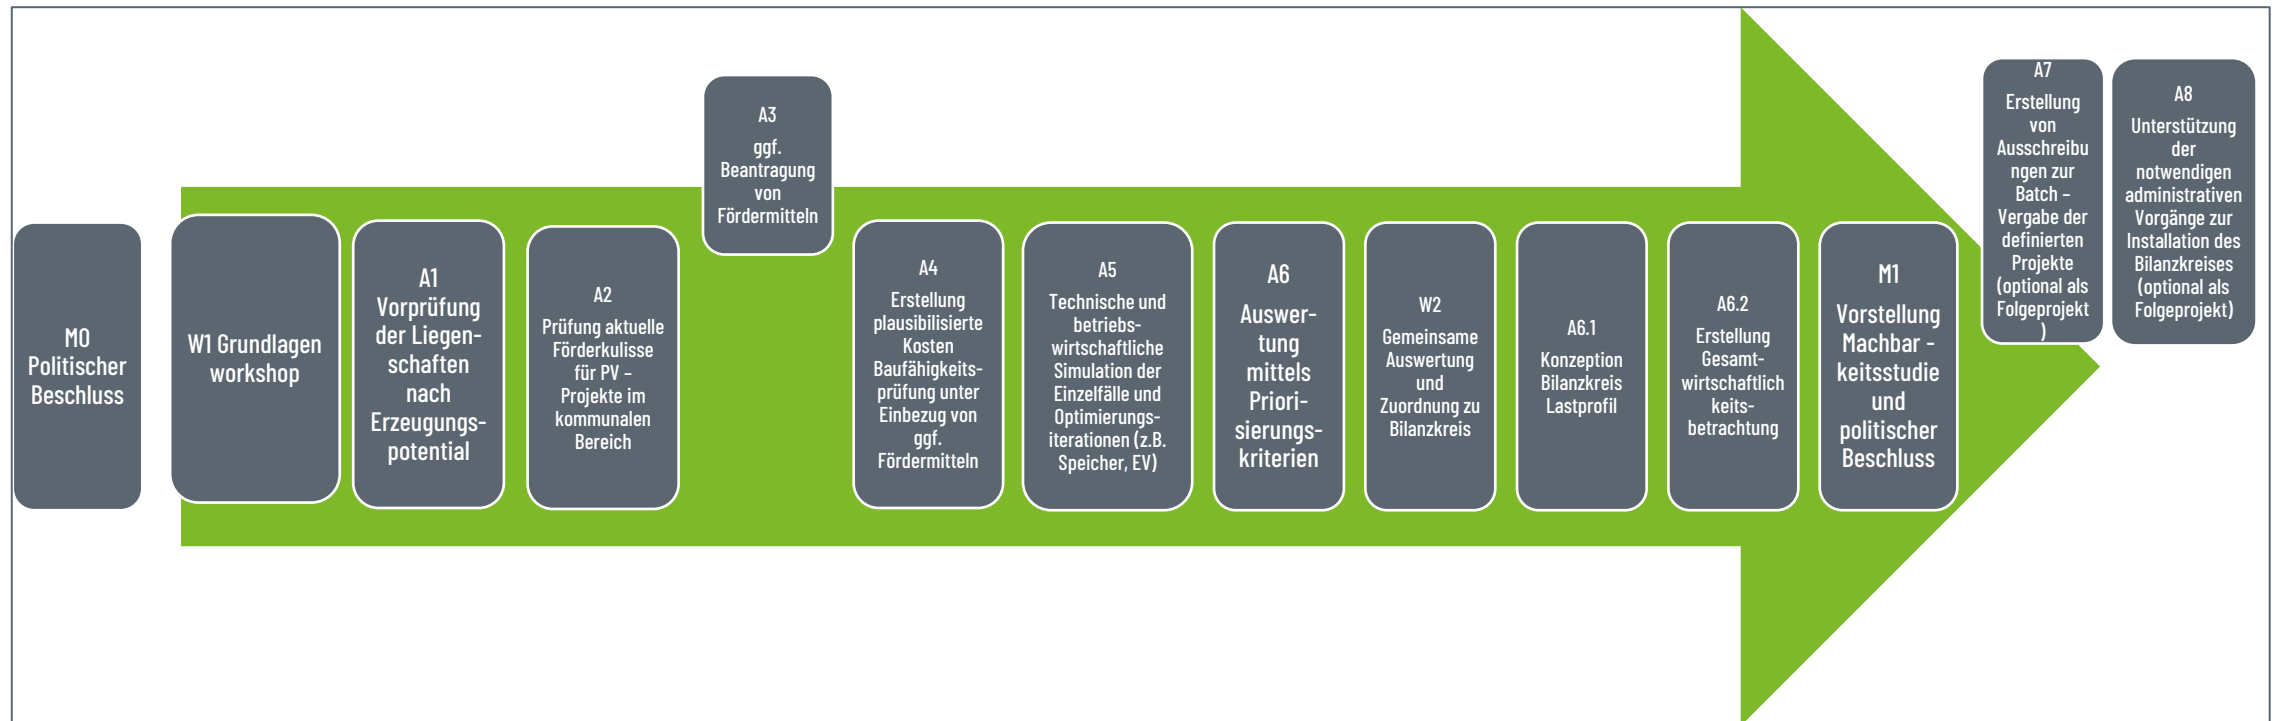 M0
Politischer
Beschluss
W1 Grundlagen
workshop
A1
Vorprüfung
der Liegen-
schaften
nach
Erzeugungs-
potential
A2
Prüfung aktuelle
Förderkulisse
für PV –
Projekte im
kommunalen
Bereich
A3
ggf.
Beantragung
von
Fördermitteln
A4
Erstellung
plausibilisierte
Kosten
Baufähigkeits-
prüfung unter
Einbezug von
ggf.
Fördermitteln
A5
Technische und
betriebs-
wirtschaftliche
Simulation der
Einzelfälle und
Optimierungs-
iterationen (z.B.
Speicher, EV)
A6
Auswer-
tung
mittels
Priori-
sierungs-
kriterien
W2
Gemeinsame
Auswertung
und
Zuordnung zu
Bilanzkreis
A6.1
Konzeption
Bilanzkreis
Lastprofil
A6.2
Erstellung
Gesamt-
wirtschaftlich
keits-
betrachtung
M1
Vorstellung
Machbar -
keitsstudie
und
politischer
Beschluss
A7
Erstellung
von
Ausschreibu
ngen zur
Batch –
Vergabe der
definierten
Projekte
(optional als
Folgeprojekt
)
A8
Unterstützung
der
notwendigen
administrativen
Vorgänge zur
Installation des
Bilanzkreises
(optional als
Folgeprojekt)